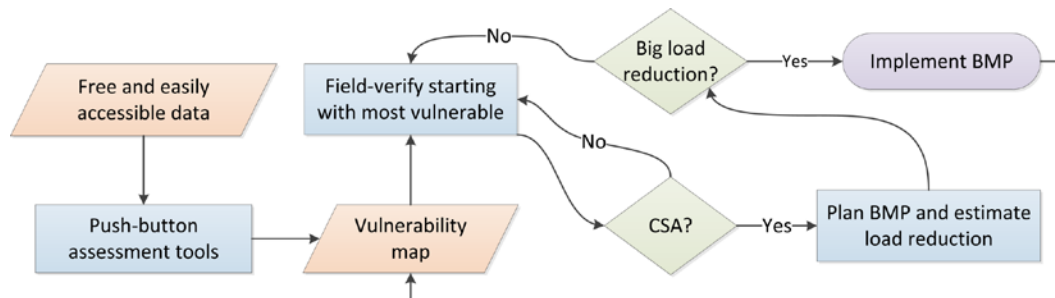 Free and easily
accessible data
Push-button
assessment tools
Vulnerability
map
Field-verify starting
with most vulnerable
No
No
CSA?
Yes
Plan BMP and estimate
load reduction
Big load
reduction?
Yes
Implement BMP